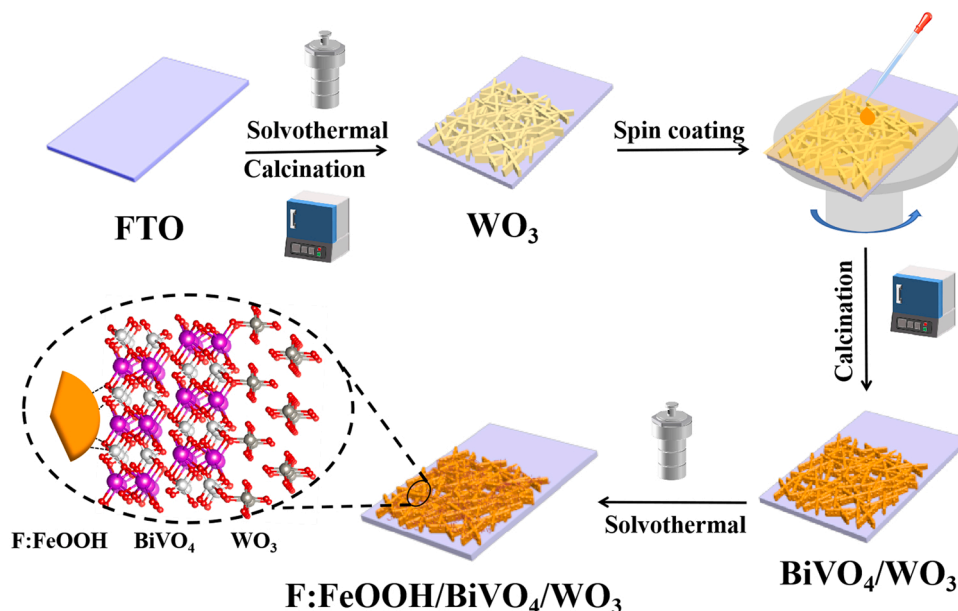 Solvothermal
Calcination
FTO
WO₃
Spin coating
Calcination
Solvothermal
BiVO₄/WO₃
F:FeOOH BiVO₄ WO₃
F:FeOOH/BiVO₄/WO₃